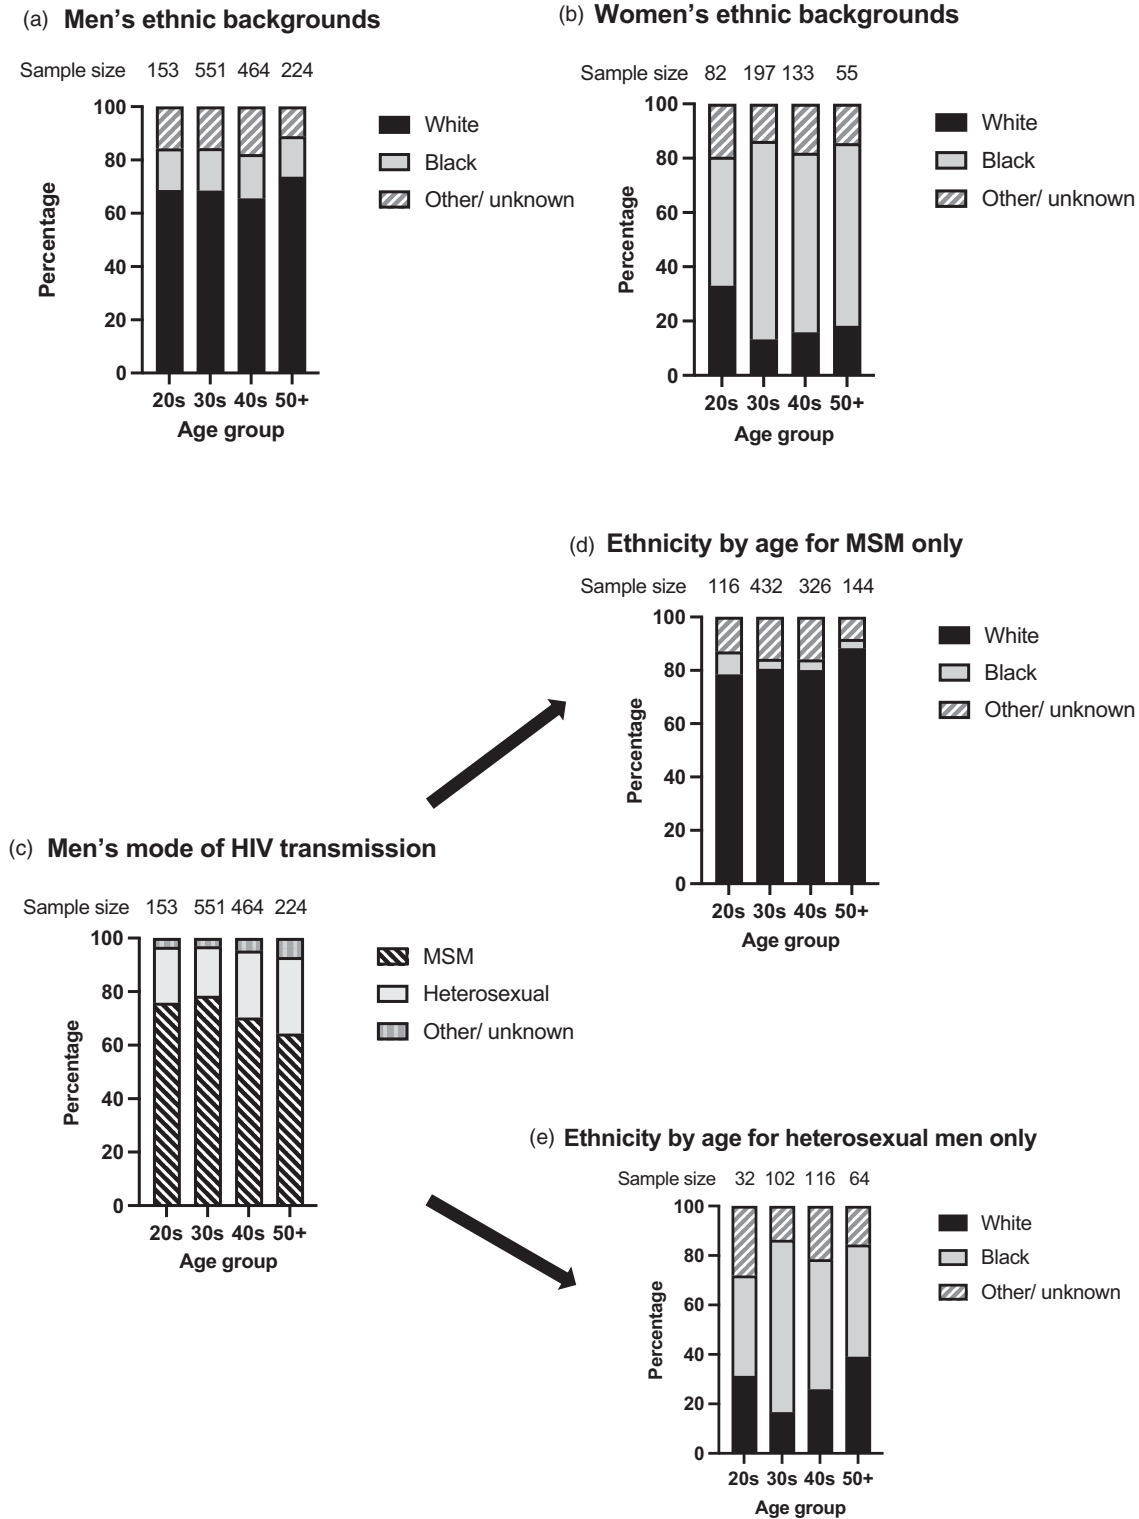 (a) Men's ethnic backgrounds
Sample size 153 551 464 224
100
80
60
40
20
0
Percentage
20s 30s 40s 50+
Age group
White
Black
Other/ unknown
(b) Women's ethnic backgrounds
Sample size 82 197 133 55
100
80
60
40
20
0
Percentage
20s 30s 40s 50+
Age group
White
Black
Other/ unknown
(d) Ethnicity by age for MSM only
Sample size 116 432 326 144
100
80
60
40
20
0
Percentage
20s 30s 40s 50+
Age group
White
Black
Other/ unknown
(c) Men's mode of HIV transmission
Sample size 153 551 464 224
100
80
60
40
20
0
Percentage
20s 30s 40s 50+
Age group
MSM
Heterosexual
Other/ unknown
(e) Ethnicity by age for heterosexual men only
Sample size 32 102 116 64
100
80
60
40
20
0
Percentage
20s 30s 40s 50+
Age group
White
Black
Other/ unknown